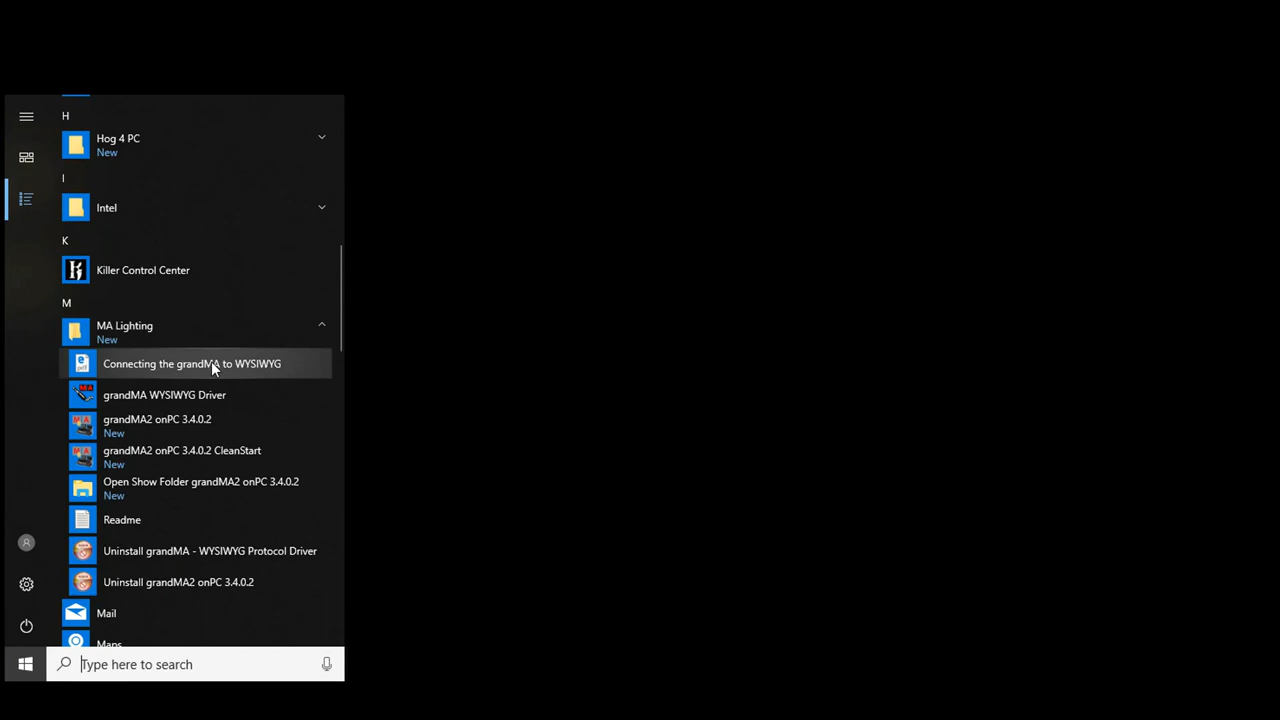 H
Hog 4 PC
New
I
Intel
K
Killer Control Center
M
MA Lighting
New
Connecting the grandMA to WYSIWYG
grandMA WYSIWYG Driver
grandMA2 onPC 3.4.0.2
New
grandMA2 onPC 3.4.0.2 CleanStart
New
Open Show Folder grandMA2 onPC 3.4.0.2
New
Readme
Uninstall grandMA - WYSIWYG Protocol Driver
Uninstall grandMA2 onPC 3.4.0.2
Mail
Maps
Type here to search